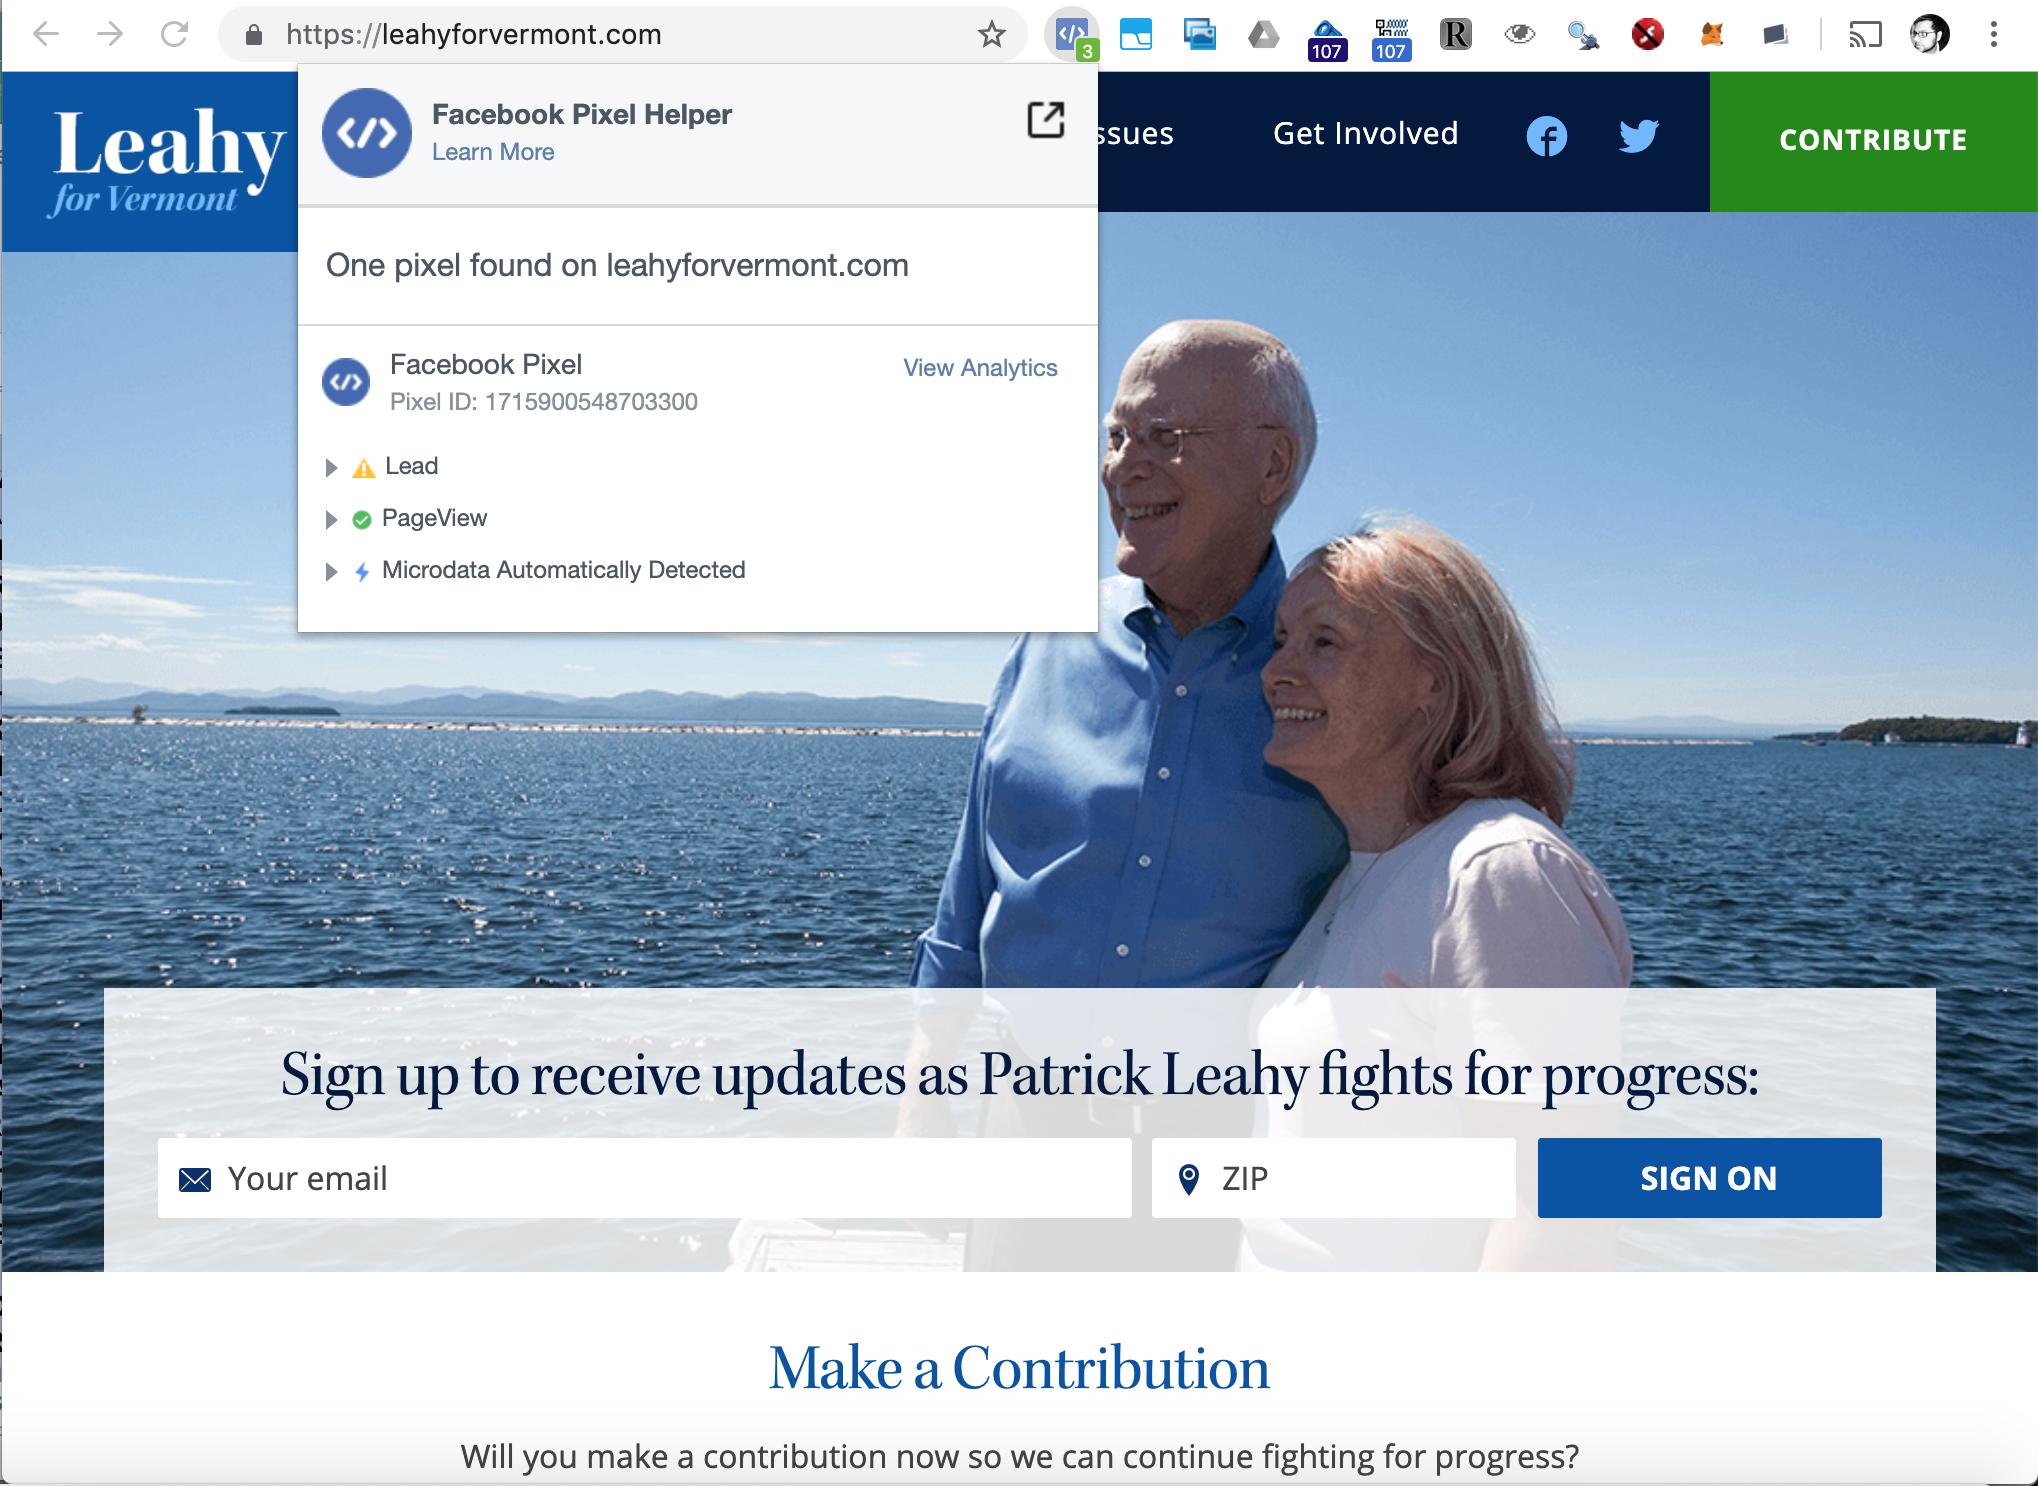 https://leahyforvermont.com
3
107
107
R
Leahy
for Vermont
Facebook Pixel Helper
Learn More
ssues
Get Involved
CONTRIBUTE
One pixel found on leahyforvermont.com
Facebook Pixel
View Analytics
Pixel ID: 1715900548703300
Lead
PageView
Microdata Automatically Detected
Sign up to receive updates as Patrick Leahy fights for progress:
Your email
ZIP
SIGN ON
Make a Contribution
Will you make a contribution now so we can continue fighting for progress?